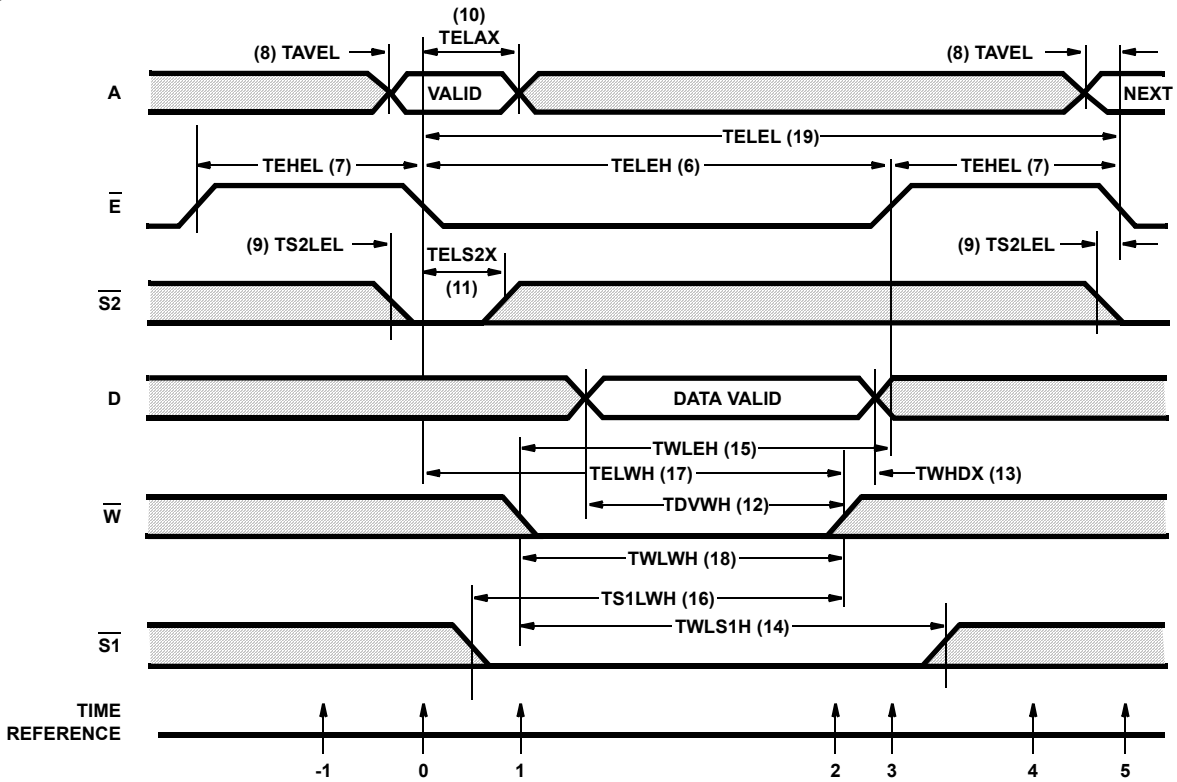 (10)
TELAX
(8) TAVEL
(8) TAVEL
A
VALID
NEXT
TELEL (19)
TEHEL (7)
TELEH (6)
TEHEL (7)
E
(9) TS2LEL
TELS2X
(11)
(9) TS2LEL
S2
D
DATA VALID
TWLEH (15)
TELWH (17)
TWHDX (13)
TDVWH (12)
W
TWLWH (18)
TS1LWH (16)
TWLS1H (14)
S1
TIME
REFERENCE
-1 0 1 2 3 4 5